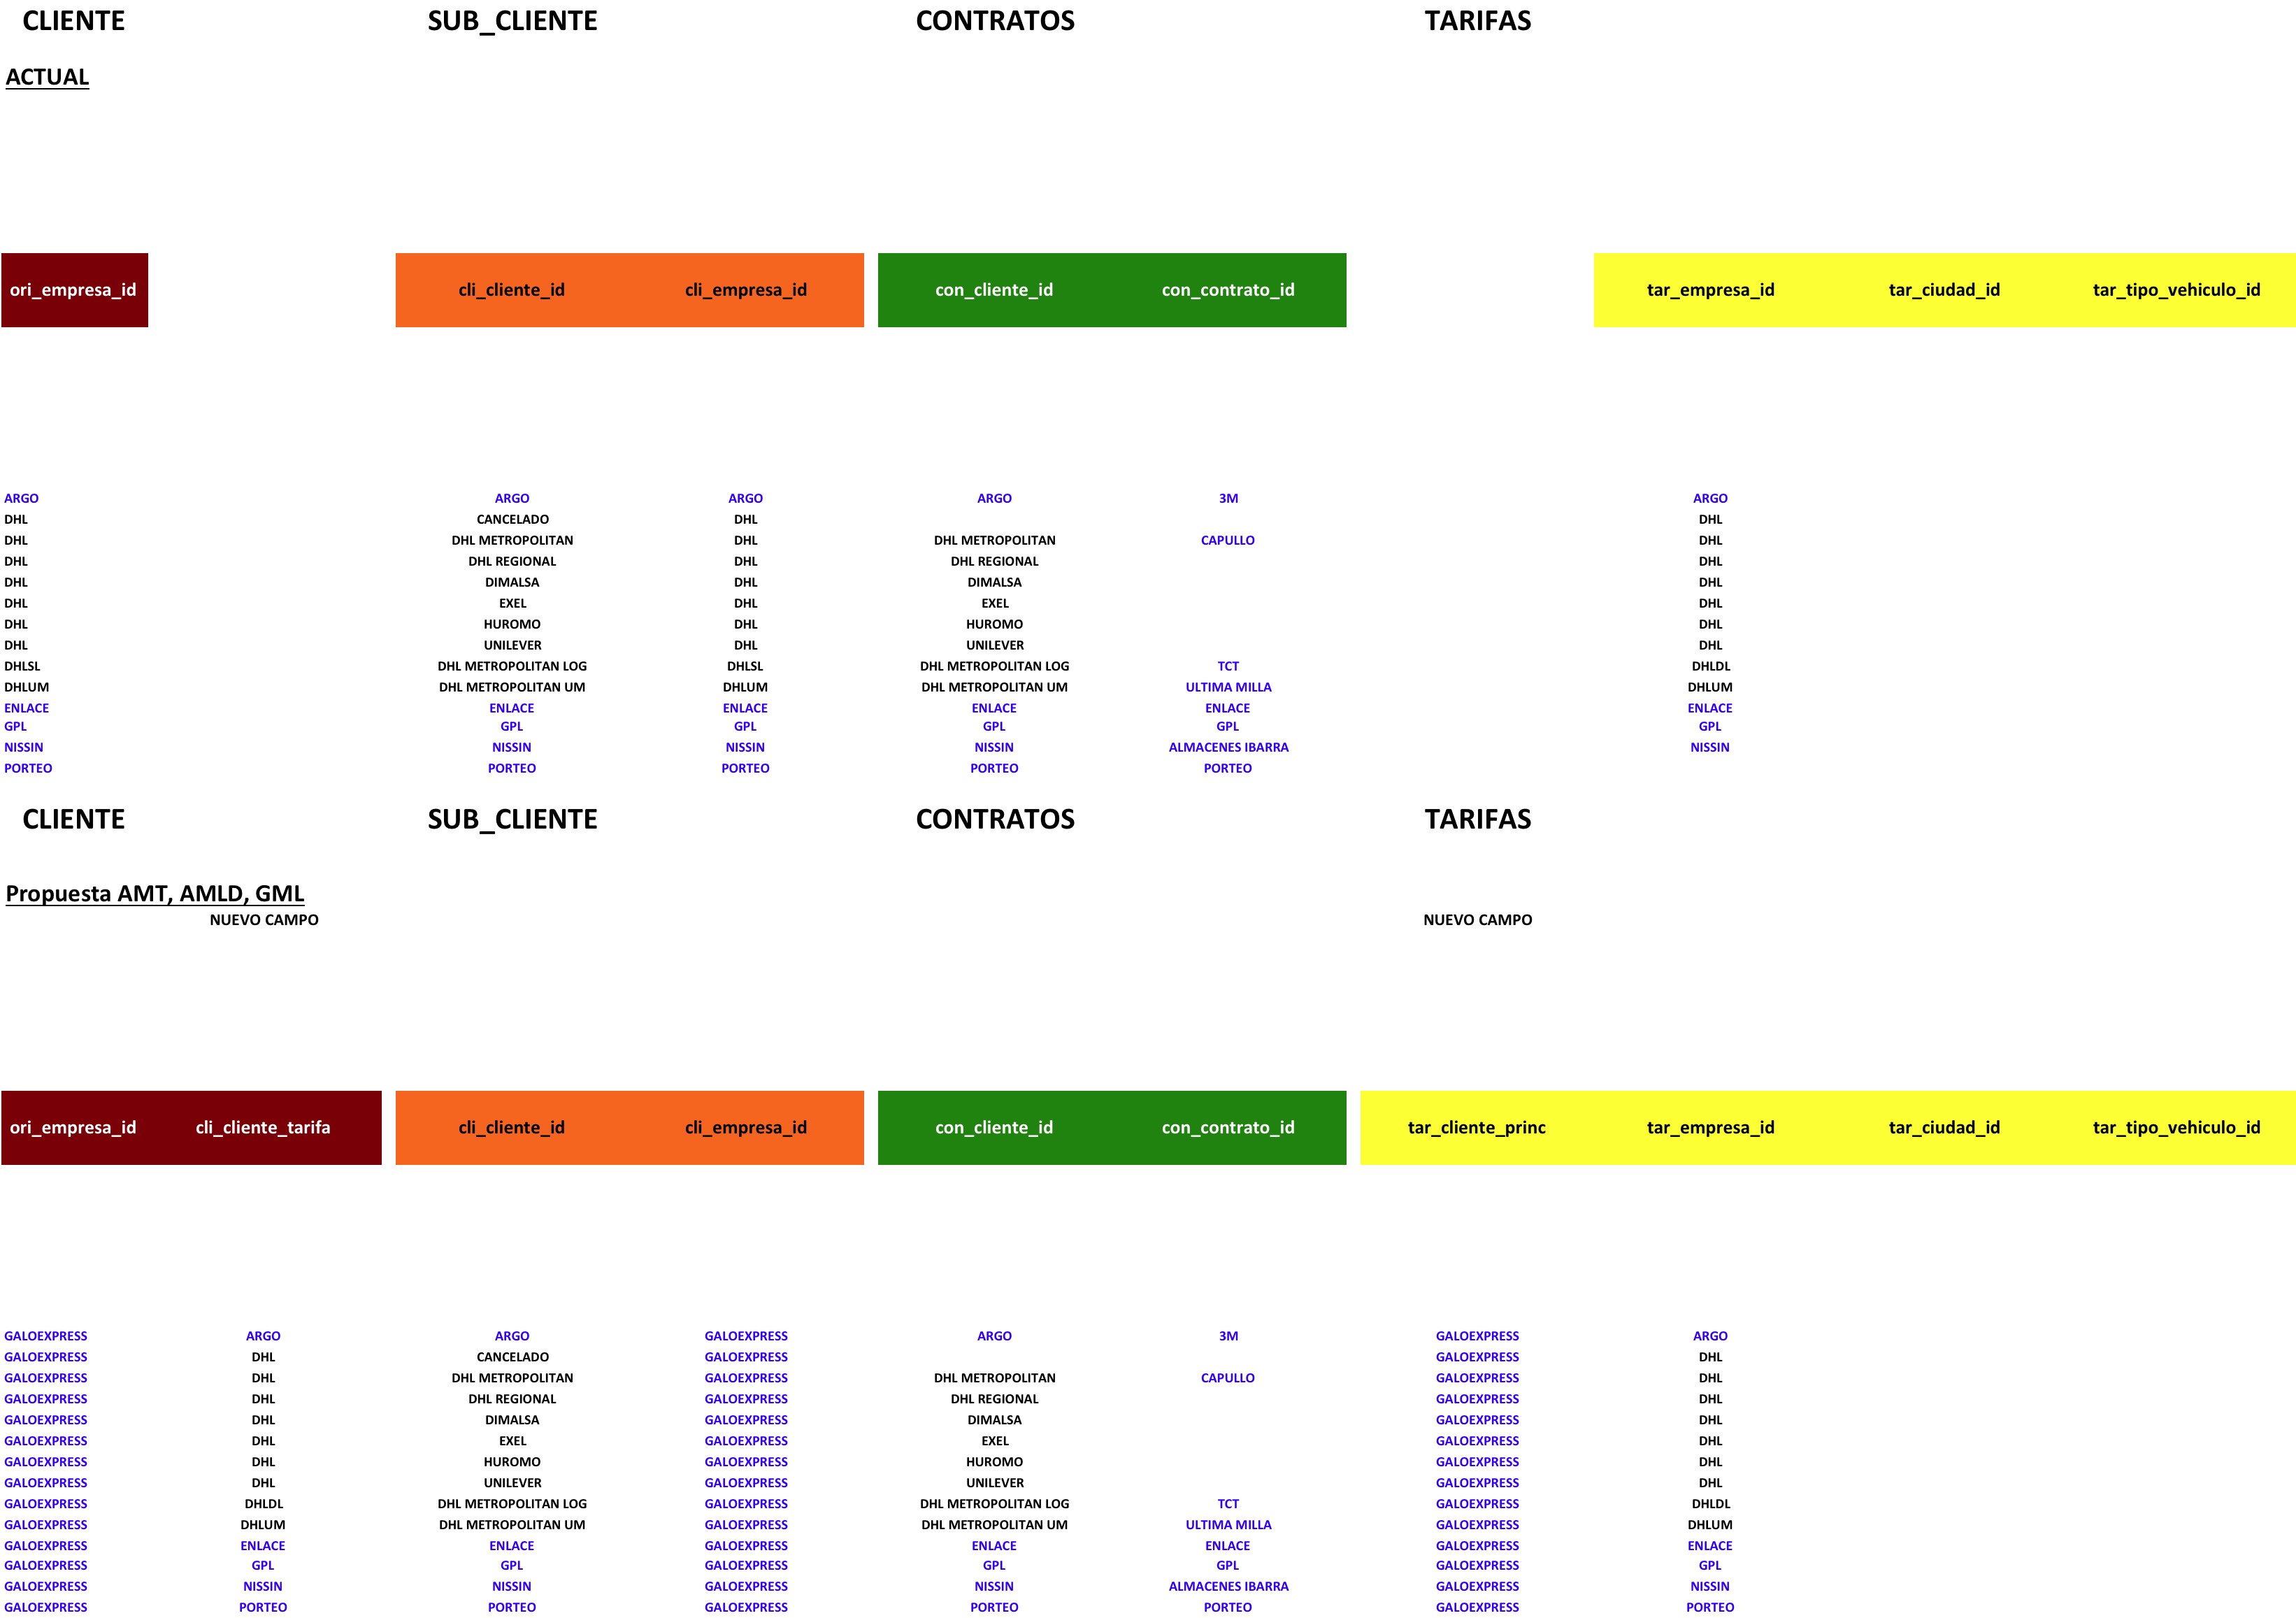 CLIENTE SUB_CLIENTE CONTRATOS TARIFAS
ACTUAL
ori_empresa_id cli_cliente_id cli_empresa_id con_cliente_id con_contrato_id tar_empresa_id tar_ciudad_id tar_tipo_vehiculo_id
ARGO ARGO ARGO ARGO 3M ARGO
DHL CANCELADO DHL DHL
DHL DHL METROPOLITAN DHL DHL METROPOLITAN CAPULLO DHL
DHL DHL REGIONAL DHL DHL REGIONAL DHL
DHL DIMALSA DHL DIMALSA DHL
DHL EXEL DHL EXEL DHL
DHL HUROMO DHL HUROMO DHL
DHL UNILEVER DHL UNILEVER DHL
DHLSL DHL METROPOLITAN LOG DHLSL DHL METROPOLITAN LOG TCT DHLDL
DHLUM DHL METROPOLITAN UM DHLUM DHL METROPOLITAN UM ULTIMA MILLA DHLUM
ENLACE ENLACE ENLACE ENLACE ENLACE ENLACE
GPL GPL GPL GPL GPL GPL
NISSIN NISSIN NISSIN NISSIN ALMACENES IBARRA NISSIN
PORTEO PORTEO PORTEO PORTEO PORTEO
CLIENTE SUB_CLIENTE CONTRATOS TARIFAS
Propuesta AMT, AMLD, GML
NUEVO CAMPO NUEVO CAMPO
ori_empresa_id cli_cliente_tarifa cli_cliente_id cli_empresa_id con_cliente_id con_contrato_id tar_cliente_princ tar_empresa_id tar_ciudad_id tar_tipo_vehiculo_id
GALOEXPRESS ARGO ARGO GALOEXPRESS ARGO 3M GALOEXPRESS ARGO
GALOEXPRESS DHL CANCELADO GALOEXPRESS GALOEXPRESS DHL
GALOEXPRESS DHL DHL METROPOLITAN GALOEXPRESS DHL METROPOLITAN CAPULLO GALOEXPRESS DHL
GALOEXPRESS DHL DHL REGIONAL GALOEXPRESS DHL REGIONAL GALOEXPRESS DHL
GALOEXPRESS DHL DIMALSA GALOEXPRESS DIMALSA GALOEXPRESS DHL
GALOEXPRESS DHL EXEL GALOEXPRESS EXEL GALOEXPRESS DHL
GALOEXPRESS DHL HUROMO GALOEXPRESS HUROMO GALOEXPRESS DHL
GALOEXPRESS DHL UNILEVER GALOEXPRESS UNILEVER GALOEXPRESS DHL
GALOEXPRESS DHLDL DHL METROPOLITAN LOG GALOEXPRESS DHL METROPOLITAN LOG TCT GALOEXPRESS DHLDL
GALOEXPRESS DHLUM DHL METROPOLITAN UM GALOEXPRESS DHL METROPOLITAN UM ULTIMA MILLA GALOEXPRESS DHLUM
GALOEXPRESS ENLACE ENLACE GALOEXPRESS ENLACE ENLACE GALOEXPRESS ENLACE
GALOEXPRESS GPL GPL GALOEXPRESS GPL GPL GALOEXPRESS GPL
GALOEXPRESS NISSIN NISSIN GALOEXPRESS NISSIN ALMACENES IBARRA GALOEXPRESS NISSIN
GALOEXPRESS PORTEO PORTEO GALOEXPRESS PORTEO PORTEO GALOEXPRESS PORTEO